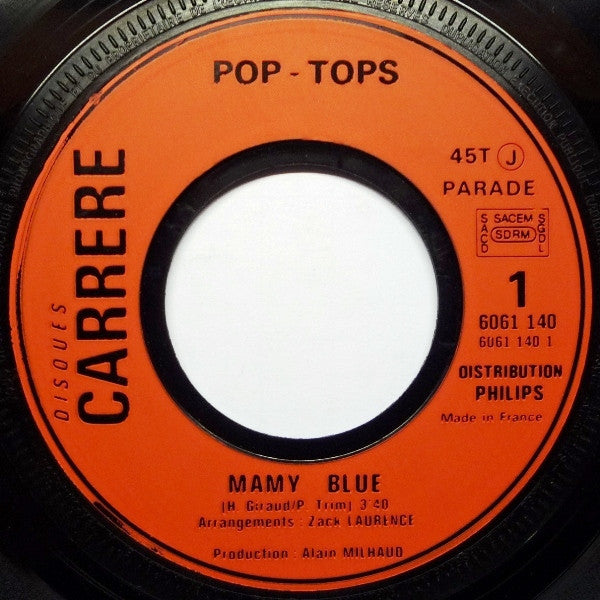 POP - TOPS
DISQUES
CARRERE
45T J
PARADE
SACD
SACEM
SDRM
SGDL
1
6061 140
6061 140 1
DISTRIBUTION
PHILIPS
Made in France
MAMY BLUE
(H. Giraud/P. Trim) 3'40
Arrangements : Zack LAURENCE
Production : Alain MILHAUD